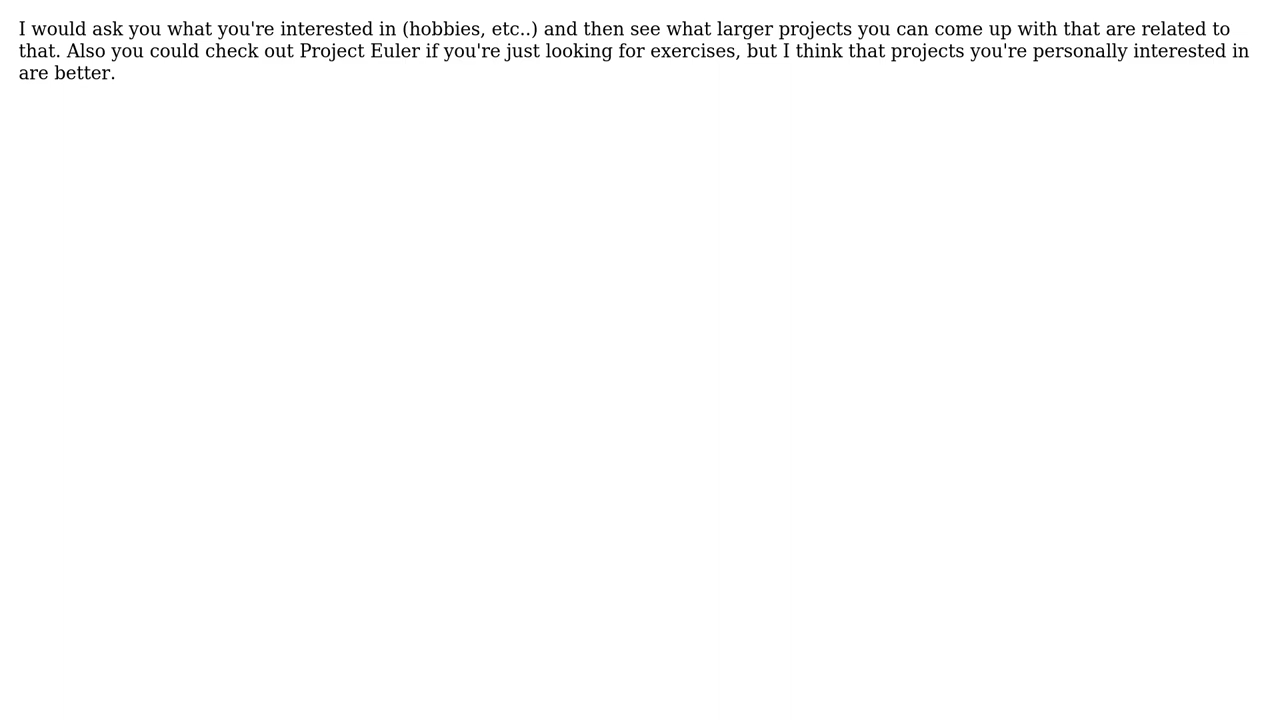 I would ask you what you're interested in (hobbies, etc..) and then see what larger projects you can come up with that are related to
that. Also you could check out Project Euler if you're just looking for exercises, but I think that projects you're personally interested in
are better.